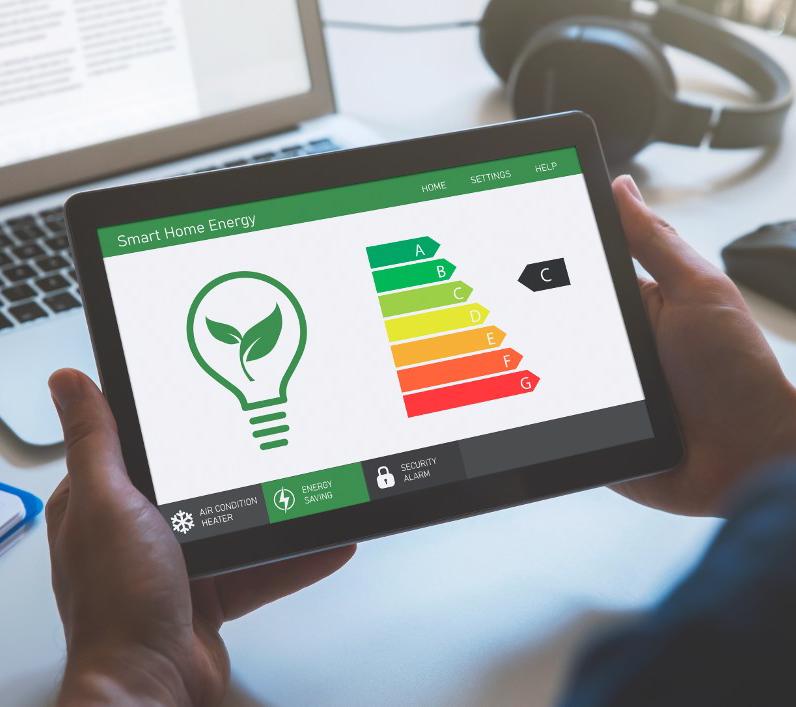 Smart Home Energy
HOME SETTINGS HELP
A
B
C
D
E
F
G
C
AIR CONDITION
HEATER
ENERGY
SAVING
SECURITY
ALARM